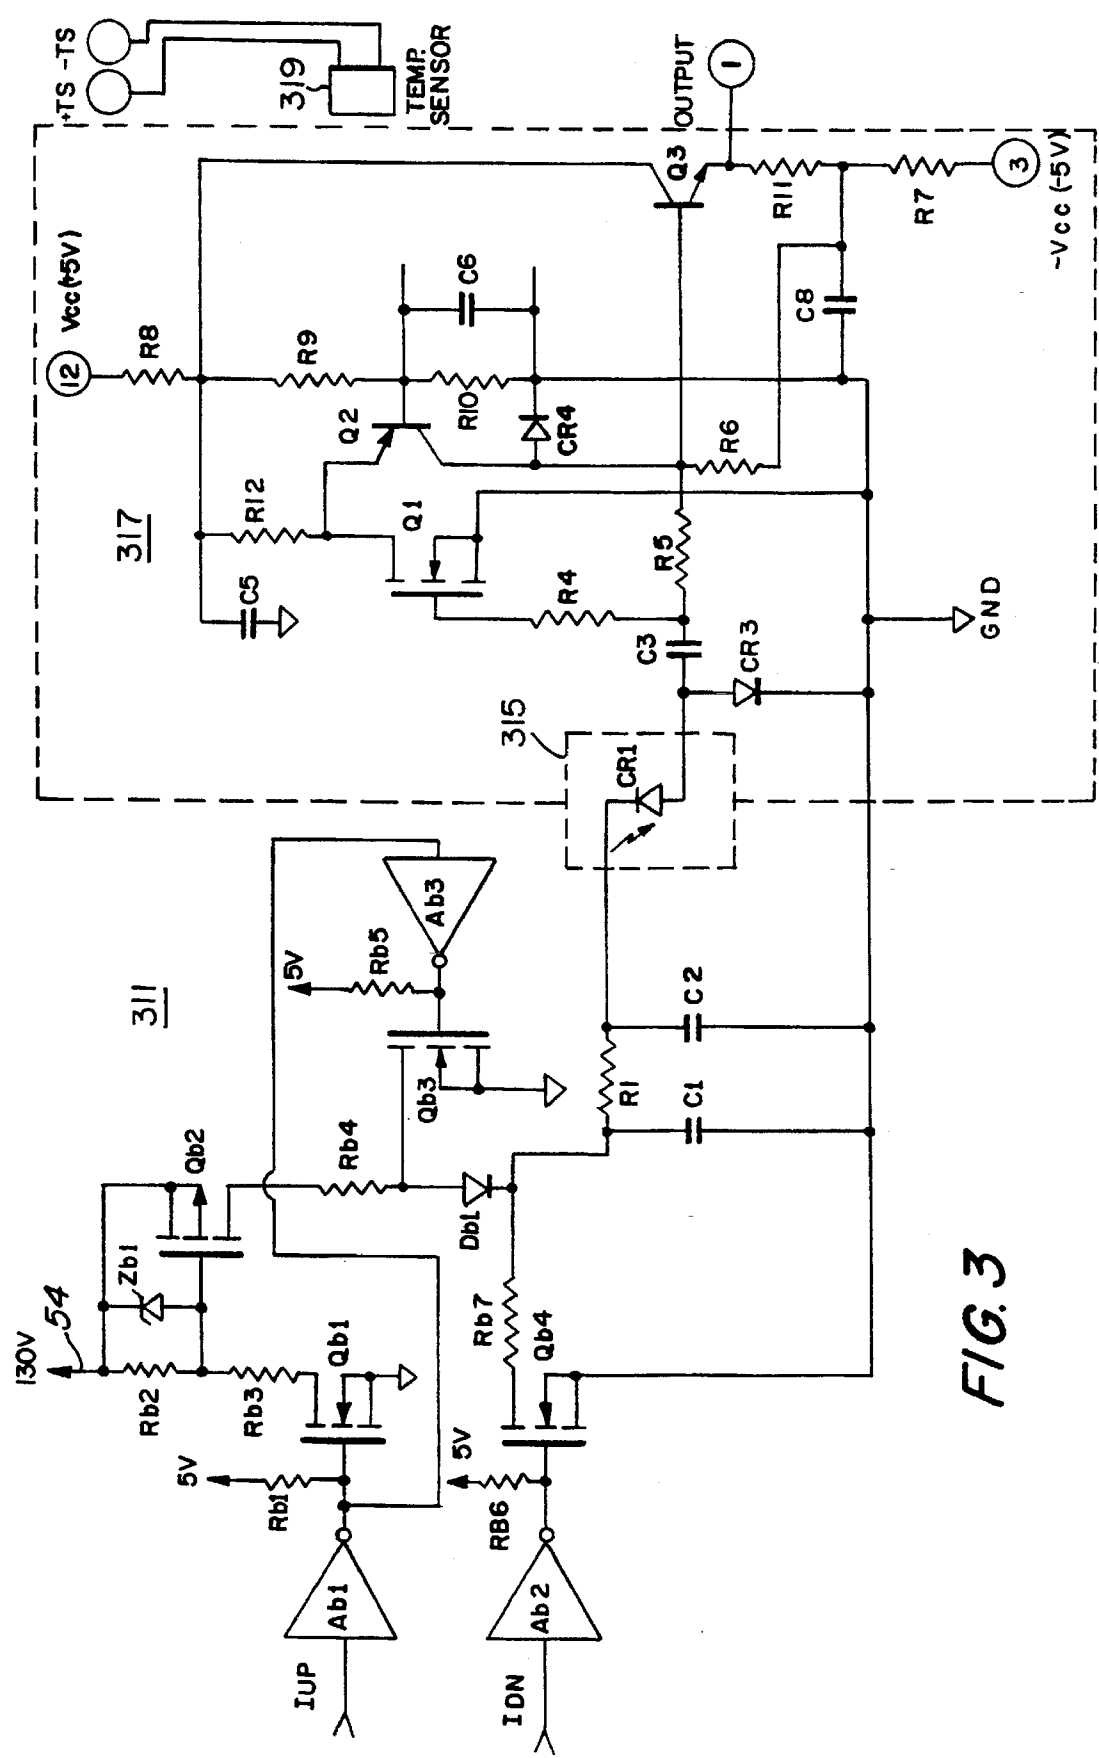 +TS -TS
319
TEMP.
SENSOR
OUTPUT
1
12
Vcc(+5V)
R8
R9
C6
Q3
R11
R7
3
-Vcc (-5V)
Q2
R10
CR4
C8
R6
317
R12
Q1
C5
R4
R5
C3
CR3
GND
315
CR1
311
Ab3
5V
Rb5
Qb3
C2
R1
C1
Qb2
Rb4
Db1
Zb1
130V
54
Rb2
Rb3
Qb1
Rb7
Qb4
5V
Rb1
5V
RB6
Ab1
Ab2
IUP
IDN
FIG. 3